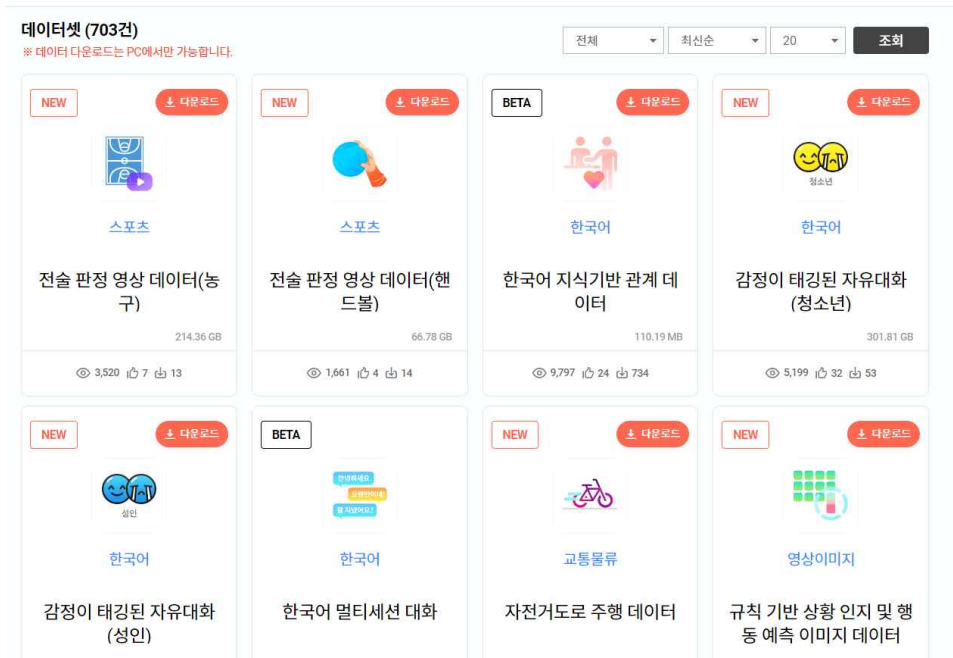 데이터셋 (703건)
※ 데이터 다운로드는 PC에서만 가능합니다.
전체 최신순 20 조회
NEW 다운로드
스포츠
전술 판정 영상 데이터(농
구)
214.36 GB
3,520 7 13
NEW 다운로드
스포츠
전술 판정 영상 데이터(핸
드볼)
66.78 GB
1,661 4 14
BETA 다운로드
한국어
한국어 지식기반 관계 데
이터
110.19 MB
9,797 24 734
NEW 다운로드
청소년
한국어
감정이 태깅된 자유대화
(청소년)
301.81 GB
5,199 32 53
NEW 다운로드
성인
한국어
감정이 태깅된 자유대화
(성인)
BETA
안녕하세요
잘 지냈어요?
한국어
한국어 멀티세션 대화
NEW 다운로드
교통물류
자전거도로 주행 데이터
NEW 다운로드
영상이미지
규칙 기반 상황 인지 및 행
동 예측 이미지 데이터